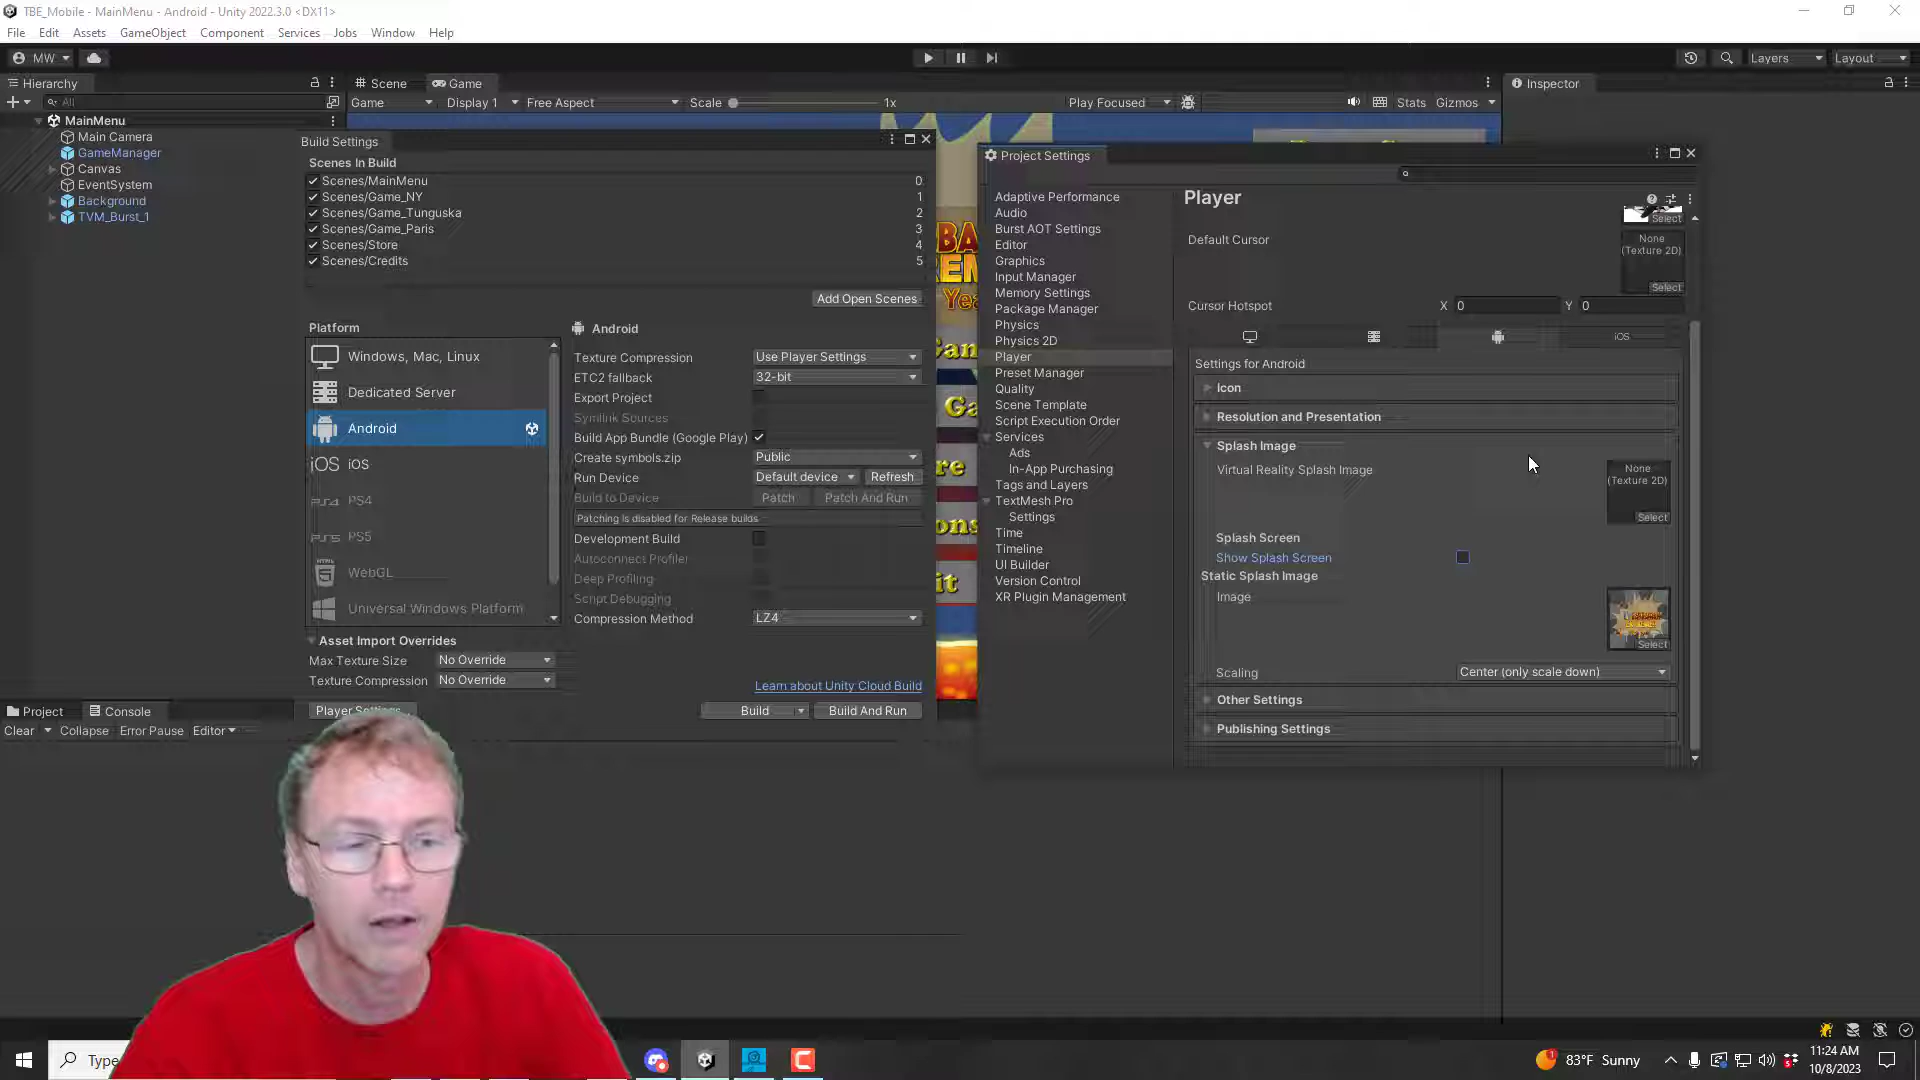 TBE_Mobile - MainMenu - Android - Unity 2022.3.0 <DX11>
File Edit Assets GameObject Component Services Jobs Window Help
MW
Layers Layout
Hierarchy
Scene Game
Inspector
All
Game Display 1 Free Aspect Scale 1x Play Focused Stats Gizmos
MainMenu
Main Camera
GameManager
Canvas
EventSystem
Background
TVM_Burst_1
Build Settings
Scenes In Build
Scenes/MainMenu 0
Scenes/Game_NY 1
Scenes/Game_Tunguska 2
Scenes/Game_Paris 3
Scenes/Store 4
Scenes/Credits 5
Add Open Scenes
Platform
Windows, Mac, Linux
Dedicated Server
Android
iOS iOS
PS4 PS4
PS5 PS5
WebGL
Universal Windows Platform
Android
Texture Compression Use Player Settings
ETC2 fallback 32-bit
Export Project
Symlink Sources
Build App Bundle (Google Play)
Create symbols.zip Public
Run Device Default device Refresh
Build to Device Patch Patch And Run
Patching is disabled for Release builds
Development Build
Autoconnect Profiler
Deep Profiling
Script Debugging
Compression Method LZ4
Asset Import Overrides
Max Texture Size No Override
Texture Compression No Override
Learn about Unity Cloud Build
Player Settings...
Build Build And Run
Project Settings
Adaptive Performance
Audio
Burst AOT Settings
Editor
Graphics
Input Manager
Memory Settings
Package Manager
Physics
Physics 2D
Player
Preset Manager
Quality
Scene Template
Script Execution Order
Services
Ads
In-App Purchasing
Tags and Layers
TextMesh Pro
Settings
Time
Timeline
UI Builder
Version Control
XR Plugin Management
Player
Select
Default Cursor
None
(Texture 2D)
Select
Cursor Hotspot X 0 Y 0
iOS
Settings for Android
Icon
Resolution and Presentation
Splash Image
Virtual Reality Splash Image
None
(Texture 2D)
Select
Splash Screen
Show Splash Screen
Static Splash Image
Image
Select
Scaling Center (only scale down)
Other Settings
Publishing Settings
Project Console
Clear Collapse Error Pause Editor
Type
83°F Sunny
11:24 AM
10/8/2023